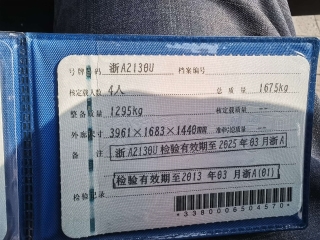 号牌号码 浙A2130U 档案编号
核定载人数 4人 总质量 1675kg
整备质量 1295kg 核定载质量 --
外廓尺寸 3961×1683×1440mm 准牵引总质量 --
备注 浙A2130U 检验有效期至2025年03月浙A
检验有效期至2013年03月浙A(01)
检验记录
*3380006504570*